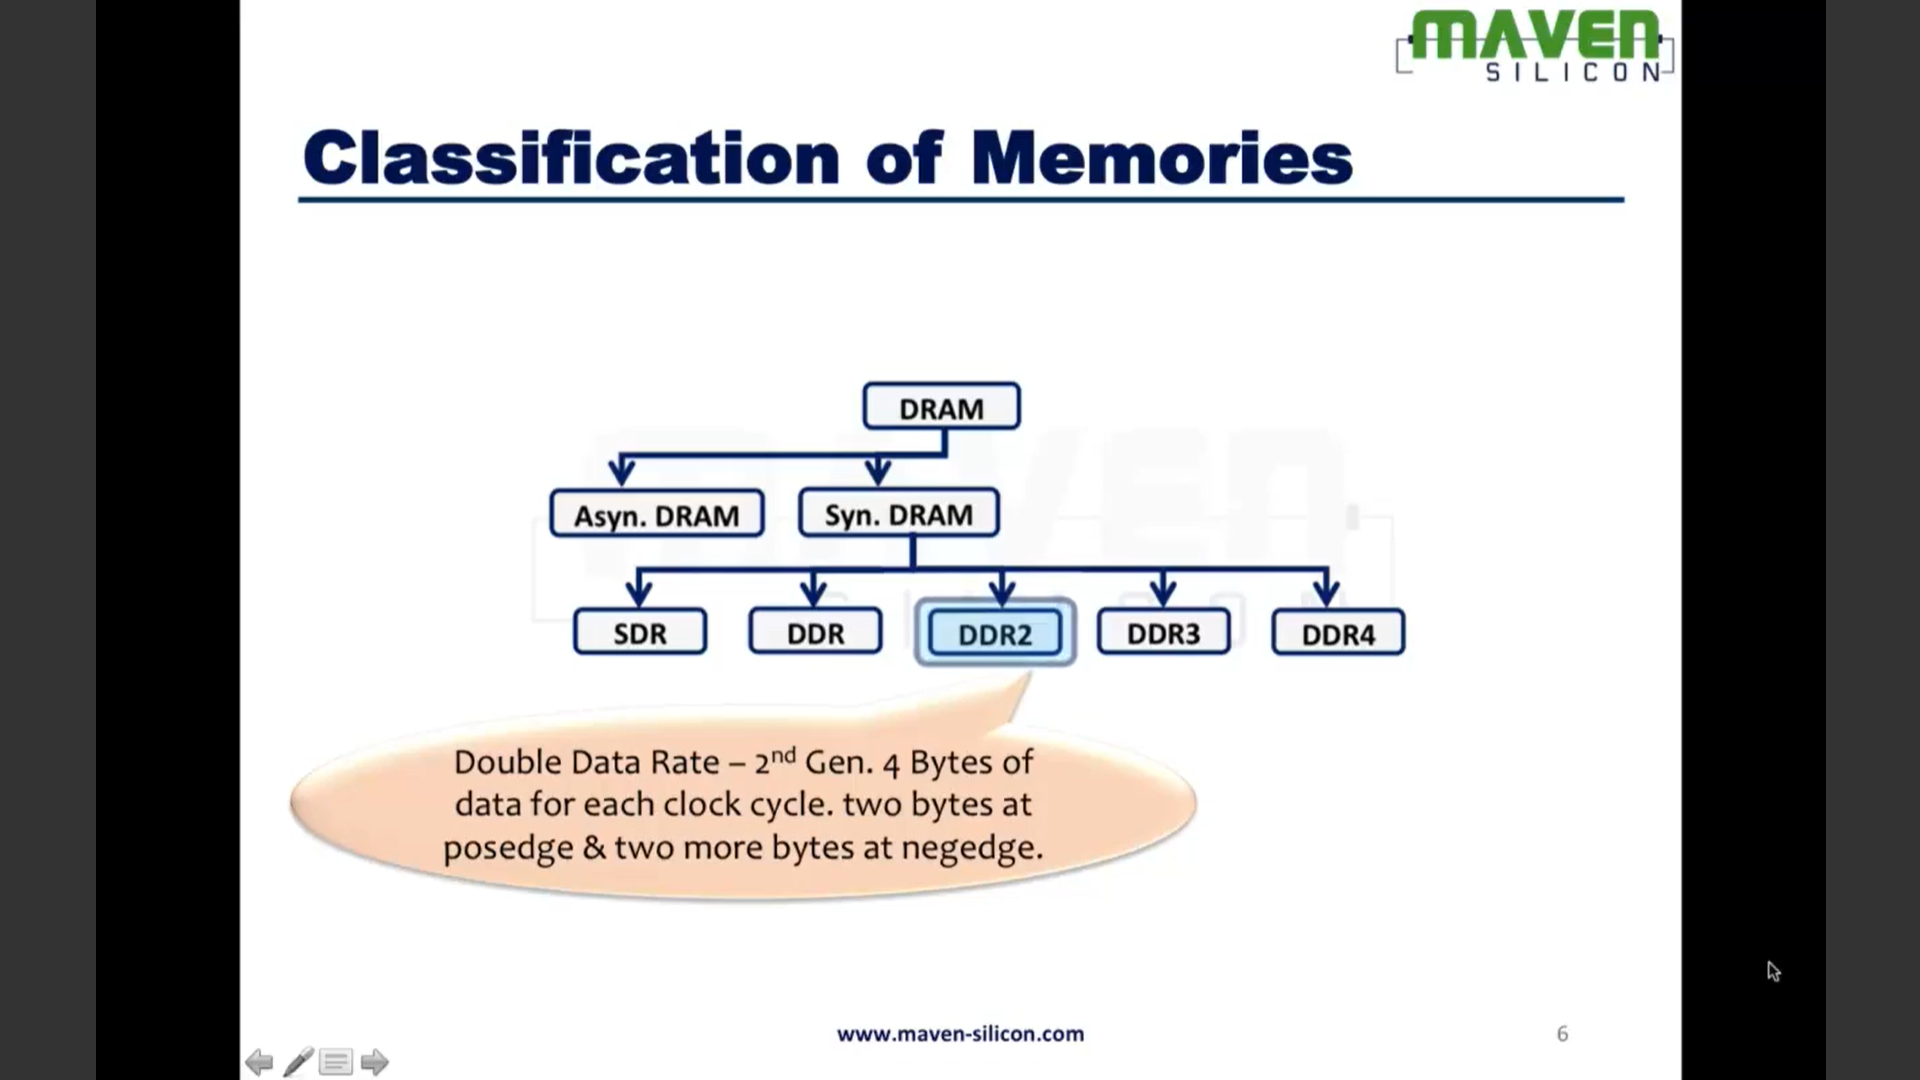 MAVEN
SILICON
Classification of Memories
DRAM
Asyn. DRAM
Syn. DRAM
SDR
DDR
DDR2
DDR3
DDR4
Double Data Rate – 2nd Gen. 4 Bytes of
data for each clock cycle. two bytes at
posedge & two more bytes at negedge.
www.maven-silicon.com
6